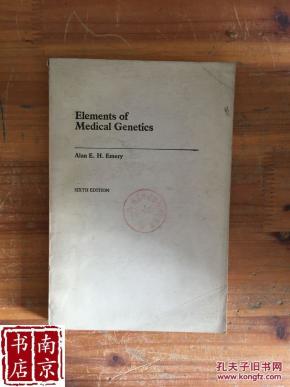 Elements of
Medical Genetics
Alan E. H. Emery
SIXTH EDITION
南京
书店
孔夫子旧书网